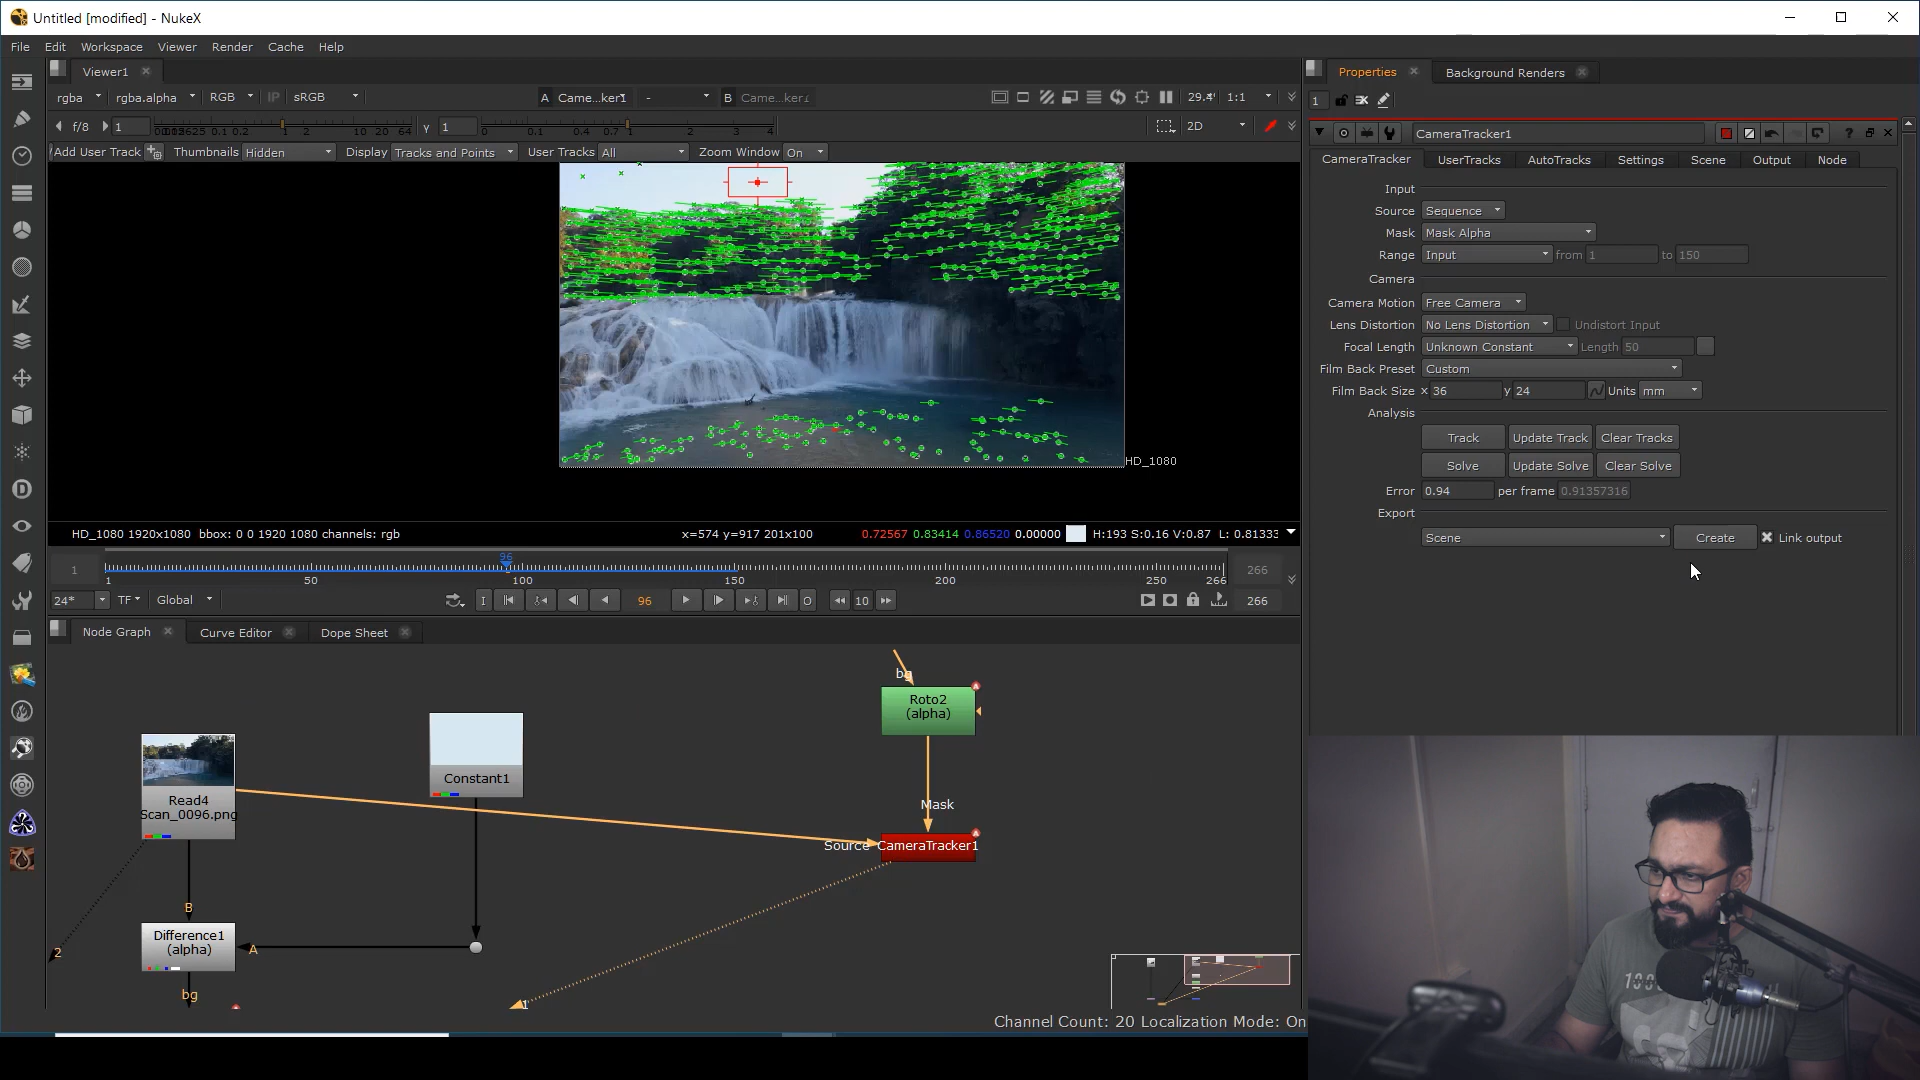 Untitled [modified] - NukeX
File Edit Workspace Viewer Render Cache Help
Viewer1
rgba rgba.alpha RGB IP sRGB A Came...ker1 - B 1:1
f/8 1 Y 1 2D
Add User Track Thumbnails Hidden Display Tracks and Points User Tracks All Zoom Window On
HD_1080
HD_1080 1920x1080 bbox: 0 0 1920 1080 channels: rgb x=574 y=917 201x100 0.72567 0.83414 0.86520 0.00000 H:193 S:0.16 V:0.87 L: 0.81333
96
1 266
1 50 100 150 200 250 266
24* TF Global 96 10 266
Node Graph Curve Editor Dope Sheet
bg
Roto2
(alpha)
Mask
Source CameraTracker1
Read4
Scan_0096.png
Constant1
B
Difference1
(alpha)
A
2
bg
1
Channel Count: 20 Localization Mode: On
Properties Background Renders
1
CameraTracker1
CameraTracker UserTracks AutoTracks Settings Scene Output Node
Input
Source Sequence
Mask Mask Alpha
Range Input from 1 to 150
Camera
Camera Motion Free Camera
Lens Distortion No Lens Distortion Undistort Input
Focal Length Unknown Constant Length 50
Film Back Preset Custom
Film Back Size x 36 y 24 Units mm
Analysis
Track Update Track Clear Tracks
Solve Update Solve Clear Solve
Error 0.94 per frame 0.91357316
Export
Scene Create Link output